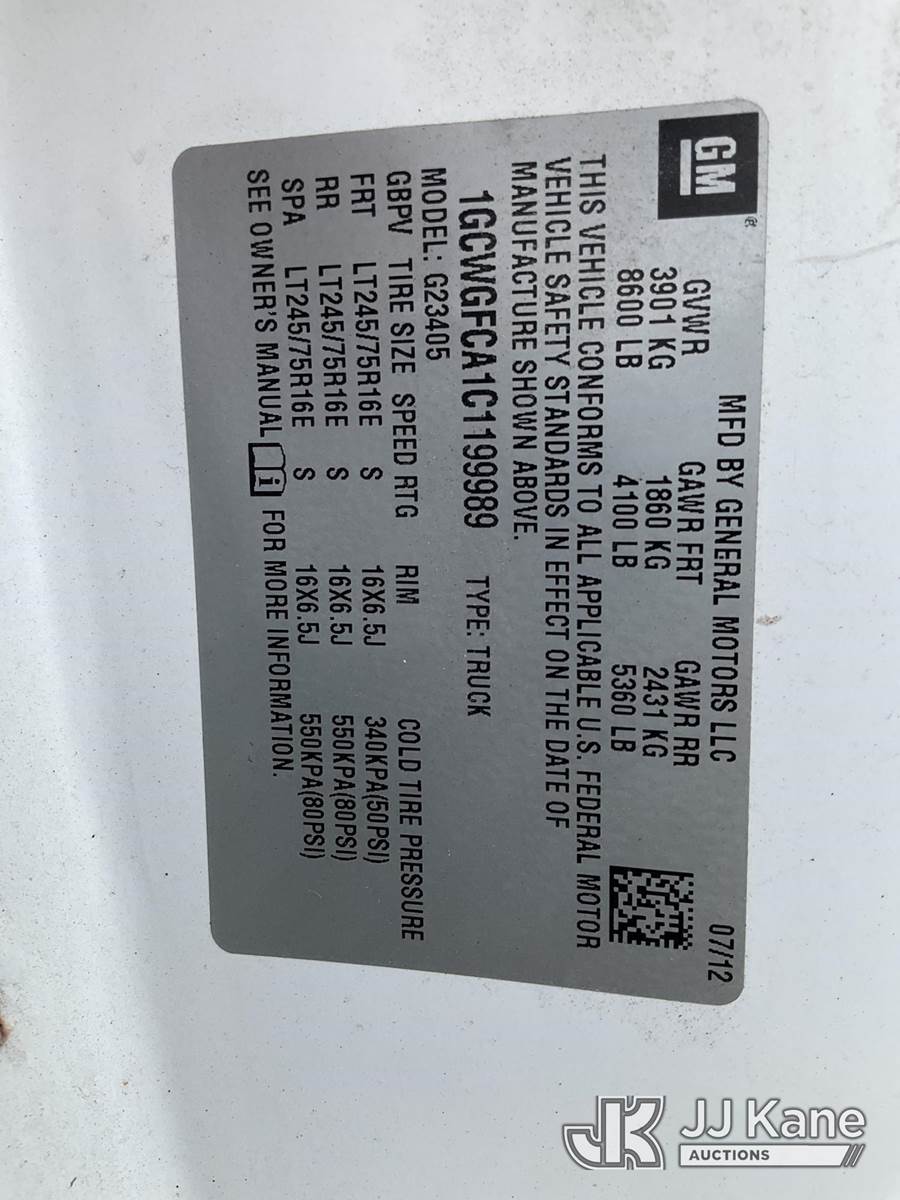 MFD BY GENERAL MOTORS LLC 07/12
GM
®
GVWR GAWR FRT GAWR RR
3901 KG 1860 KG 2431 KG
8600 LB 4100 LB 5360 LB
THIS VEHICLE CONFORMS TO ALL APPLICABLE U.S. FEDERAL MOTOR
VEHICLE SAFETY STANDARDS IN EFFECT ON THE DATE OF
MANUFACTURE SHOWN ABOVE.
1GCWGFCA1C1199989 TYPE: TRUCK
MODEL: G23405
GBPV TIRE SIZE SPEED RTG RIM COLD TIRE PRESSURE
FRT LT245/75R16E S 16X6.5J 340KPA(50PSI)
RR LT245/75R16E S 16X6.5J 550KPA(80PSI)
SPA LT245/75R16E S 16X6.5J 550KPA(80PSI)
SEE OWNER'S MANUAL i FOR MORE INFORMATION.
JK JJ Kane
AUCTIONS